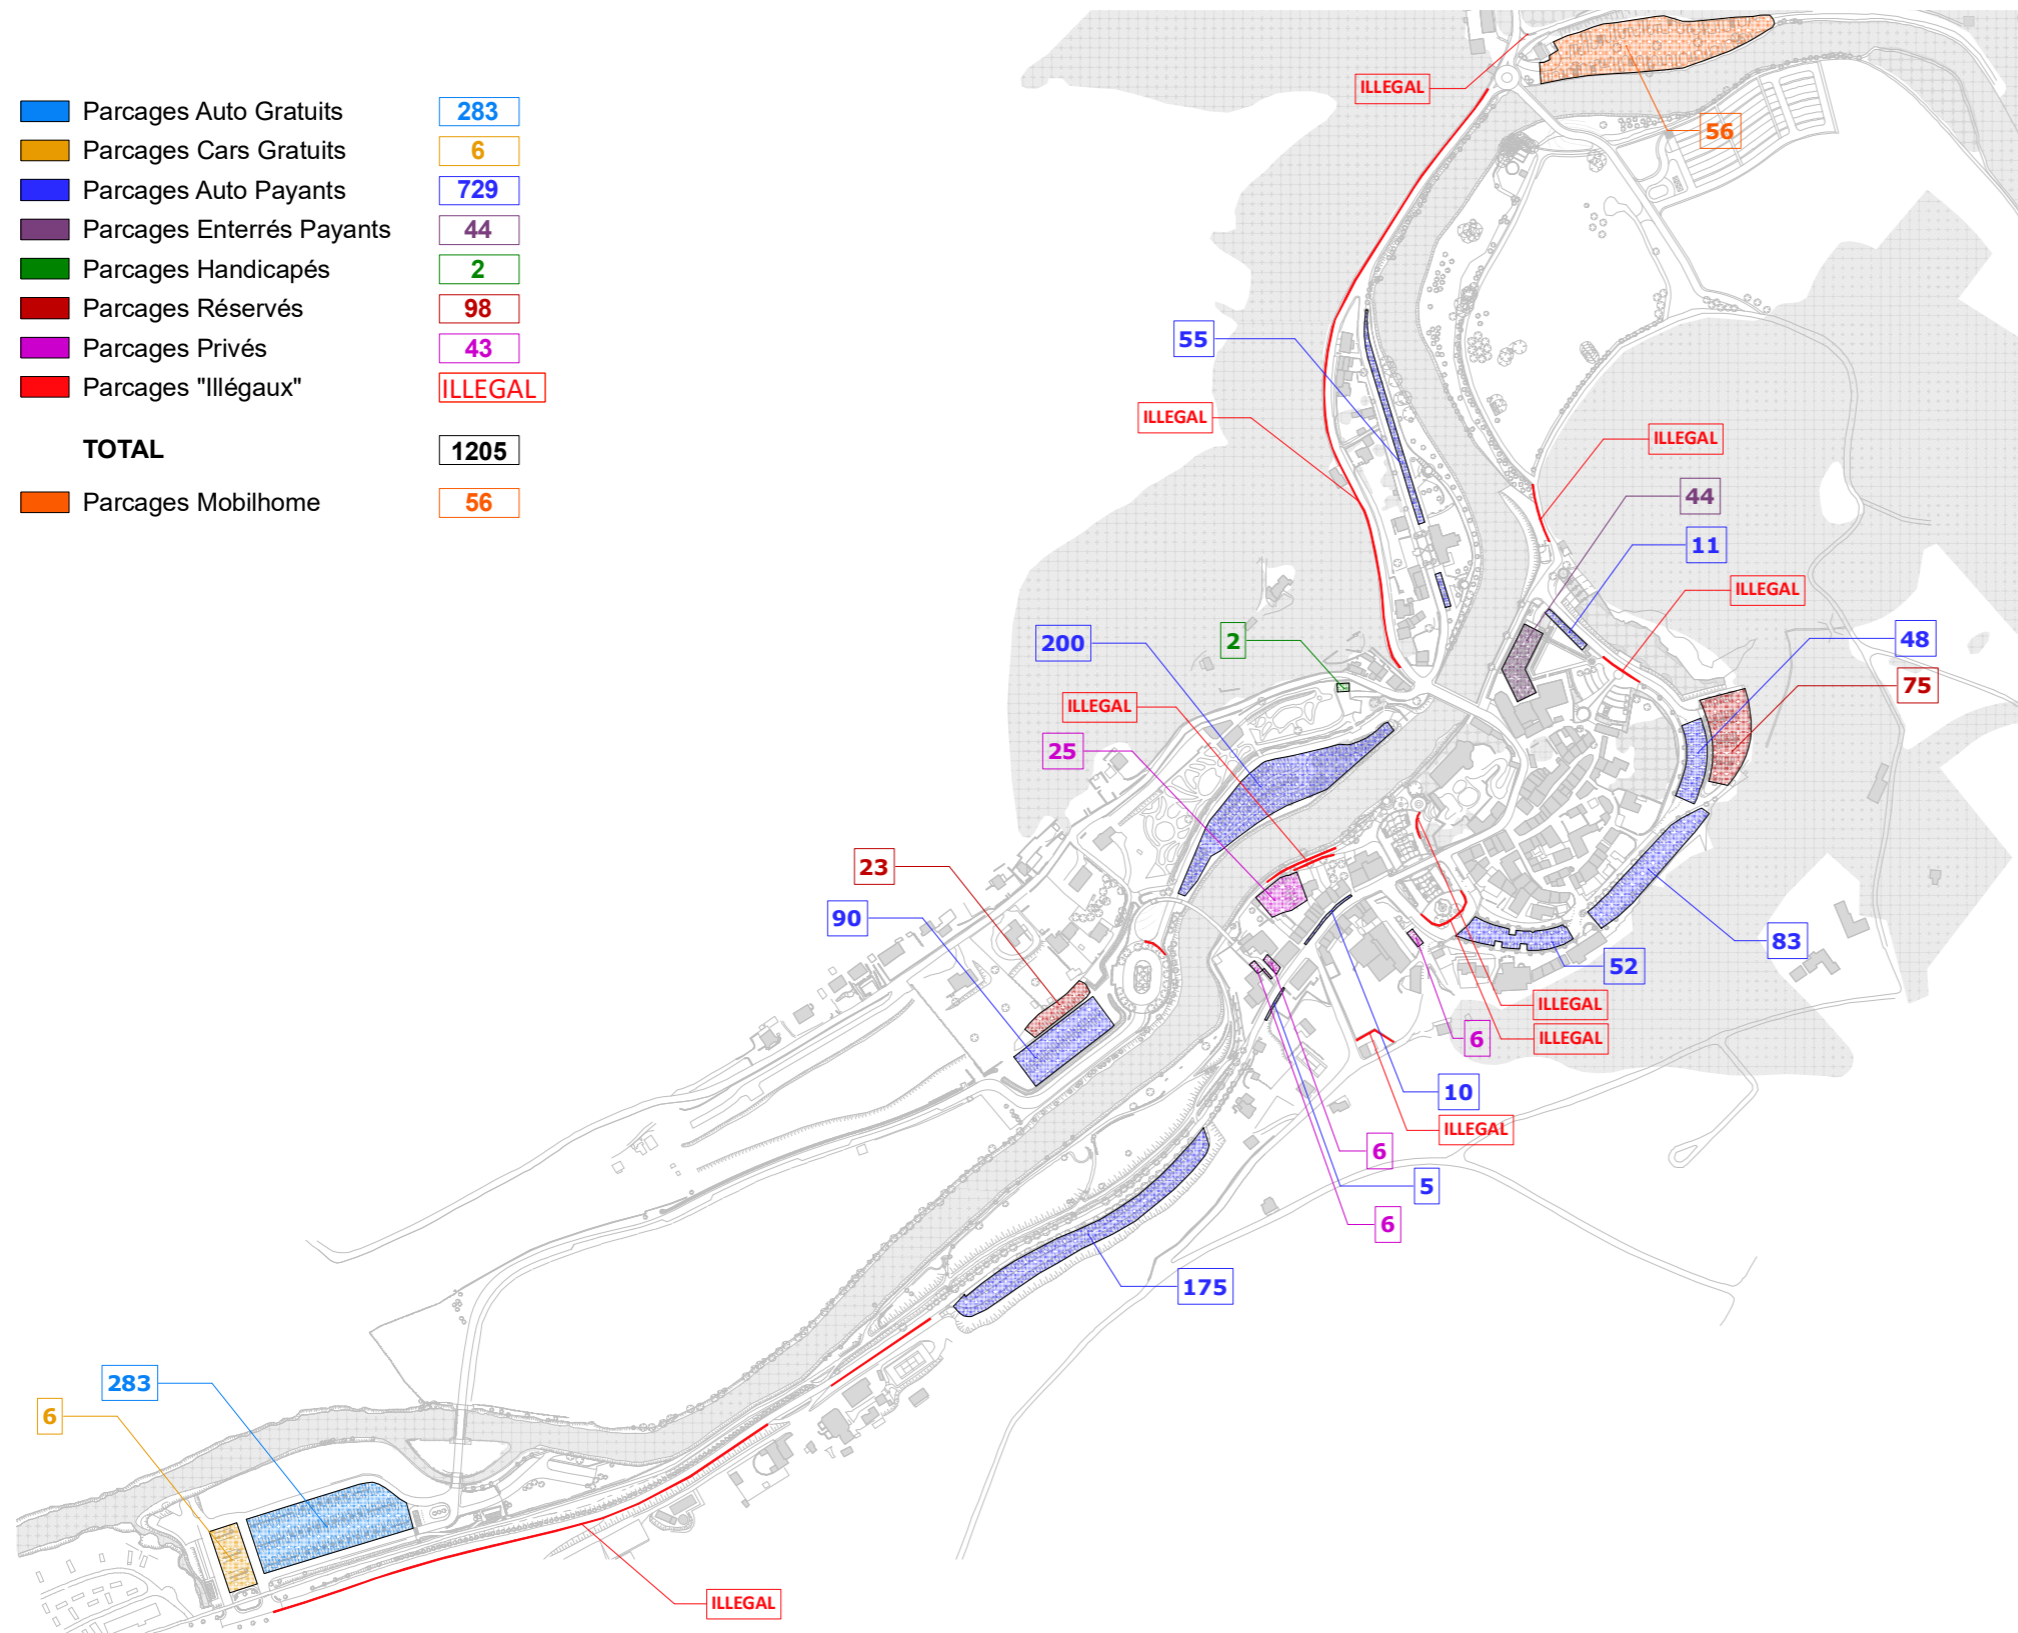 Parcages Auto Gratuits 283
Parcages Cars Gratuits 6
Parcages Auto Payants 729
Parcages Enterrés Payants 44
Parcages Handicapés 2
Parcages Réservés 98
Parcages Privés 43
Parcages "Illégaux" ILLEGAL
TOTAL 1205
Parcages Mobilhome 56
ILLEGAL
56
55
ILLEGAL
ILLEGAL
44
11
ILLEGAL
200
2
48
75
ILLEGAL
25
23
90
83
52
ILLEGAL
ILLEGAL
6
10
ILLEGAL
6
5
6
175
283
6
ILLEGAL